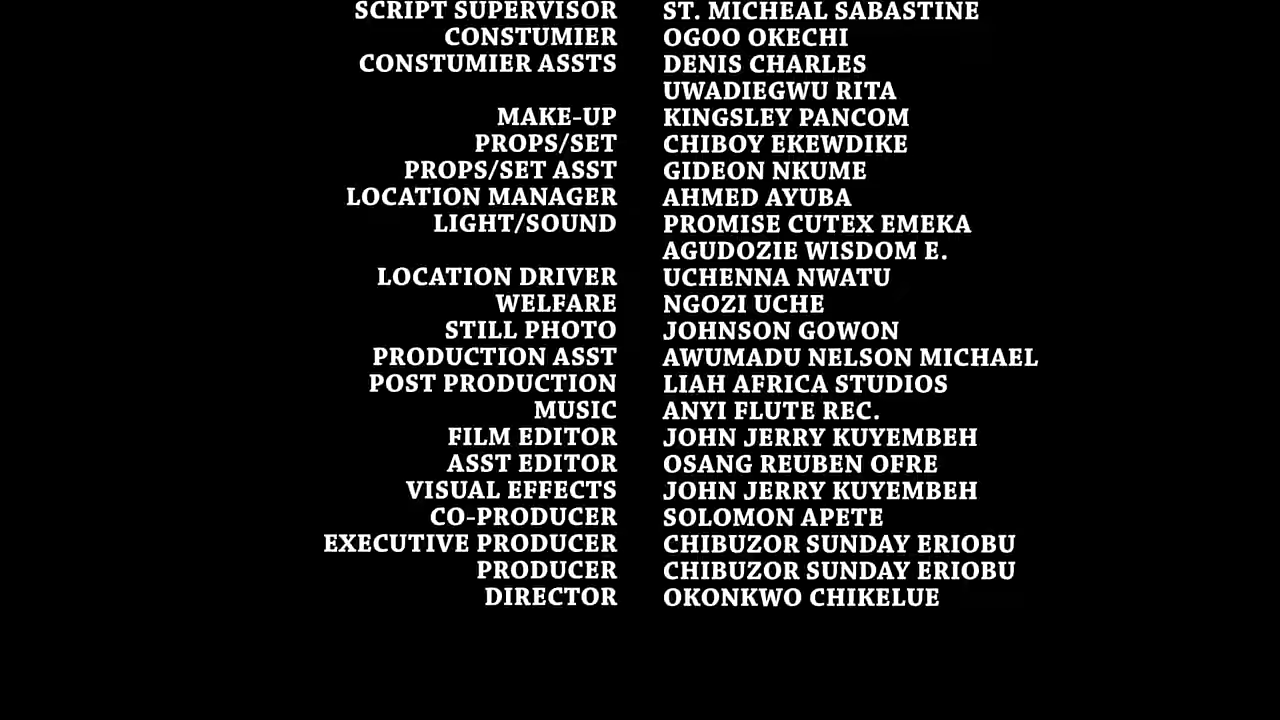 SCRIPT SUPERVISOR ST. MICHEAL SABASTINE
CONSTUMIER OGOO OKECHI
CONSTUMIER ASSTS DENIS CHARLES
UWADIEGWU RITA
MAKE-UP KINGSLEY PANCOM
PROPS/SET CHIBOY EKEWDIKE
PROPS/SET ASST GIDEON NKUME
LOCATION MANAGER AHMED AYUBA
LIGHT/SOUND PROMISE CUTEX EMEKA
AGUDOZIE WISDOM E.
LOCATION DRIVER UCHENNA NWATU
WELFARE NGOZI UCHE
STILL PHOTO JOHNSON GOWON
PRODUCTION ASST AWUMADU NELSON MICHAEL
POST PRODUCTION LIAH AFRICA STUDIOS
MUSIC ANYI FLUTE REC.
FILM EDITOR JOHN JERRY KUYEMBEH
ASST EDITOR OSANG REUBEN OFRE
VISUAL EFFECTS JOHN JERRY KUYEMBEH
CO-PRODUCER SOLOMON APETE
EXECUTIVE PRODUCER CHIBUZOR SUNDAY ERIOBU
PRODUCER CHIBUZOR SUNDAY ERIOBU
DIRECTOR OKONKWO CHIKELUE